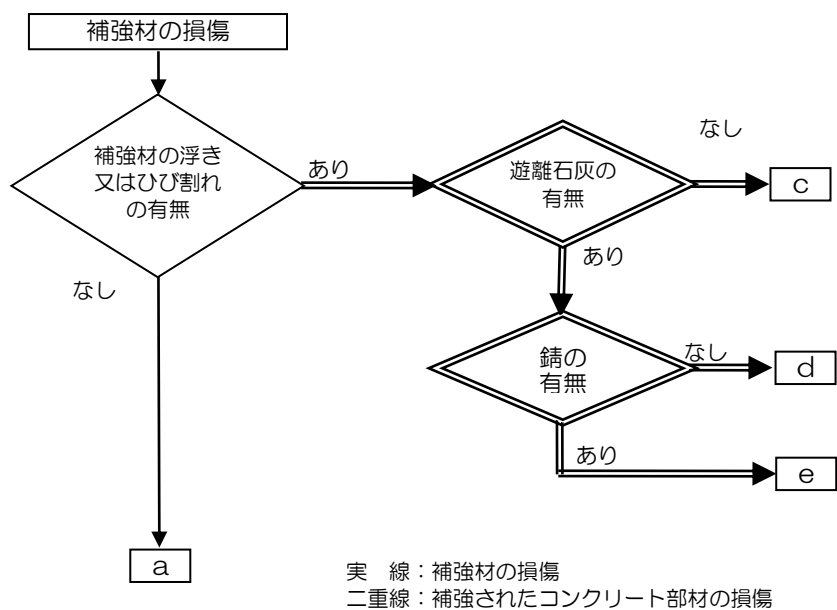 補強材の損傷
補強材の浮き
又はひび割れ
の有無
あり
なし
a
遊離石灰の
有無
なし
c
あり
錆の
有無
なし
d
あり
e
実　線：補強材の損傷
二重線：補強されたコンクリート部材の損傷